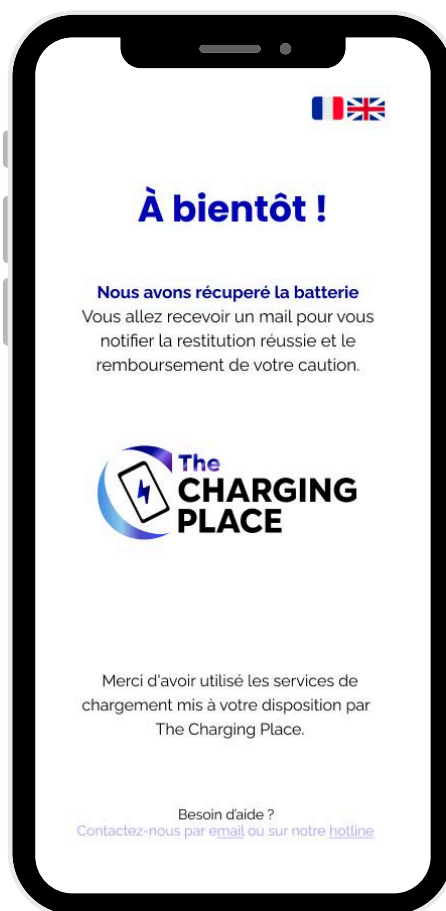 À bientôt !
Nous avons récuperé la batterie
Vous allez recevoir un mail pour vous
notifier la restitution réussie et le
remboursement de votre caution.
The
CHARGING
PLACE
Merci d'avoir utilisé les services de
chargement mis à votre disposition par
The Charging Place.
Besoin d'aide ?
Contactez-nous par email ou sur notre hotline